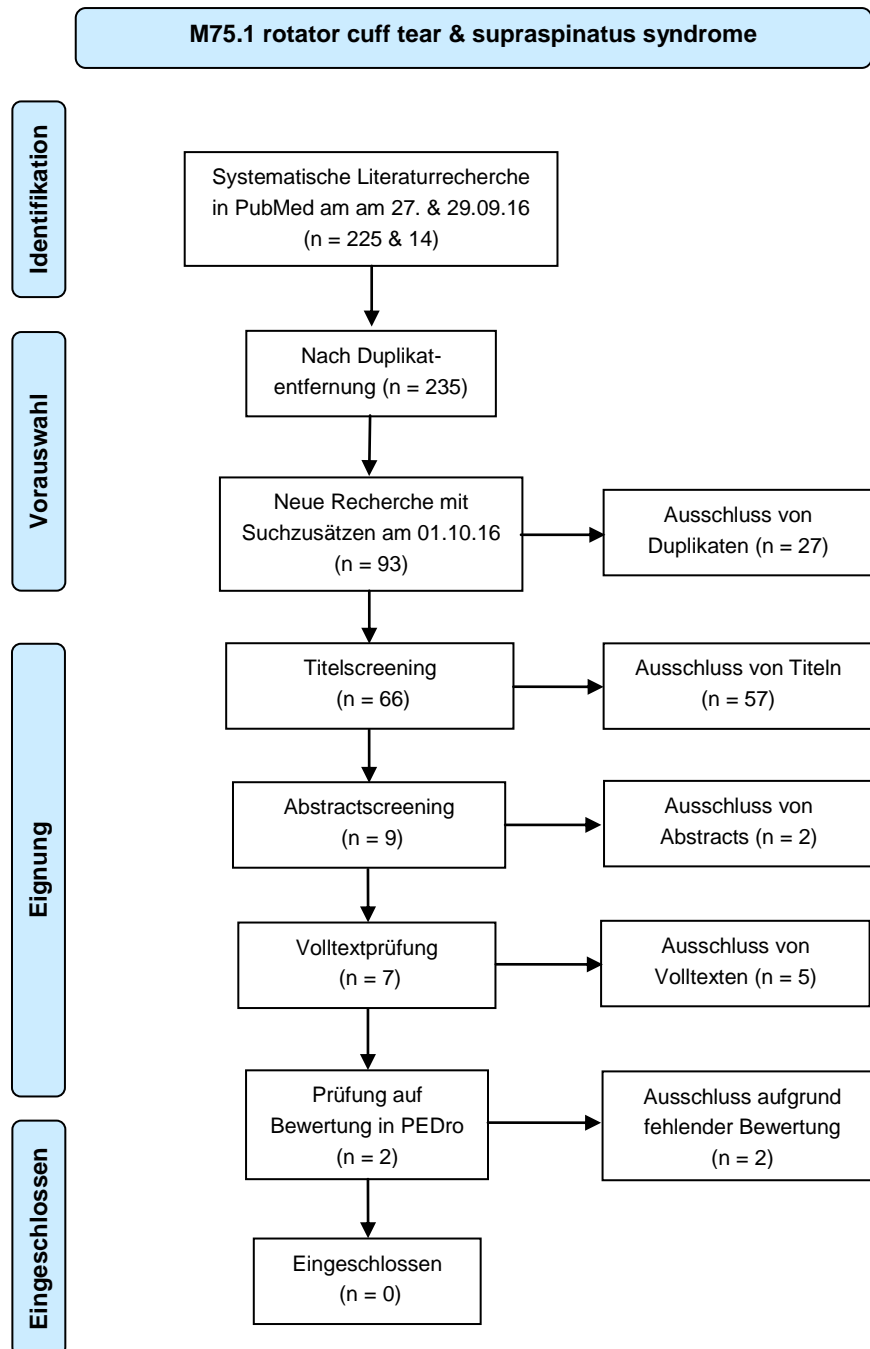 M75.1 rotator cuff tear & supraspinatus syndrome
Identifikation
Systematische Literaturrecherche
in PubMed am am 27. & 29.09.16
(n = 225 & 14)
Vorauswahl
Nach Duplikat-
entfernung (n = 235)
Neue Recherche mit
Suchzusätzen am 01.10.16
(n = 93)
Ausschluss von
Duplikaten (n = 27)
Eignung
Titelscreening
(n = 66)
Ausschluss von Titeln
(n = 57)
Abstractscreening
(n = 9)
Ausschluss von
Abstracts (n = 2)
Volltextprüfung
(n = 7)
Ausschluss von
Volltexten (n = 5)
Prüfung auf
Bewertung in PEDro
(n = 2)
Ausschluss aufgrund
fehlender Bewertung
(n = 2)
Eingeschlossen
Eingeschlossen
(n = 0)